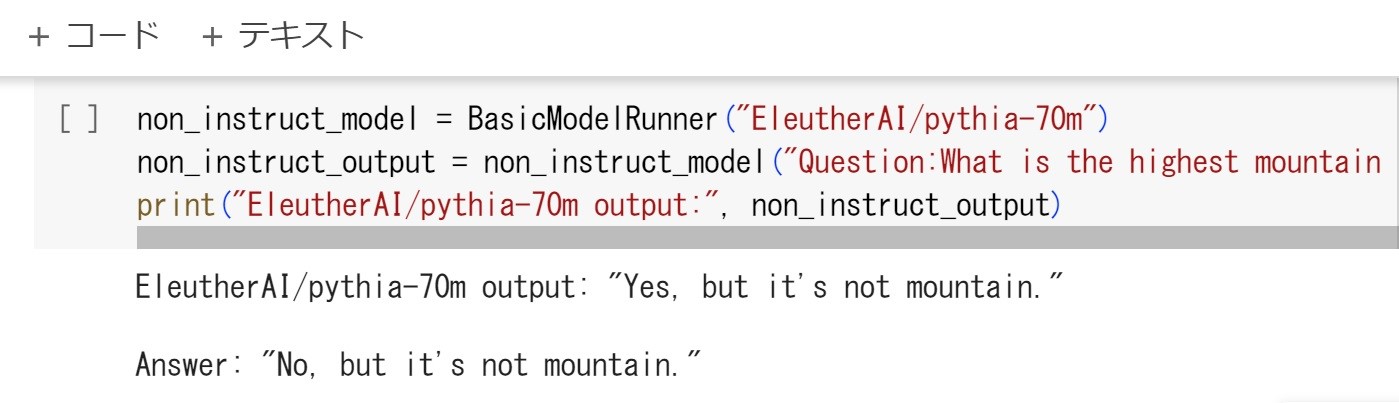 + コード + テキスト
[ ] non_instruct_model = BasicModelRunner("EleutherAI/pythia-70m")
non_instruct_output = non_instruct_model("Question:What is the highest mountain
print("EleutherAI/pythia-70m output:", non_instruct_output)
EleutherAI/pythia-70m output: "Yes, but it's not mountain."
Answer: "No, but it's not mountain."